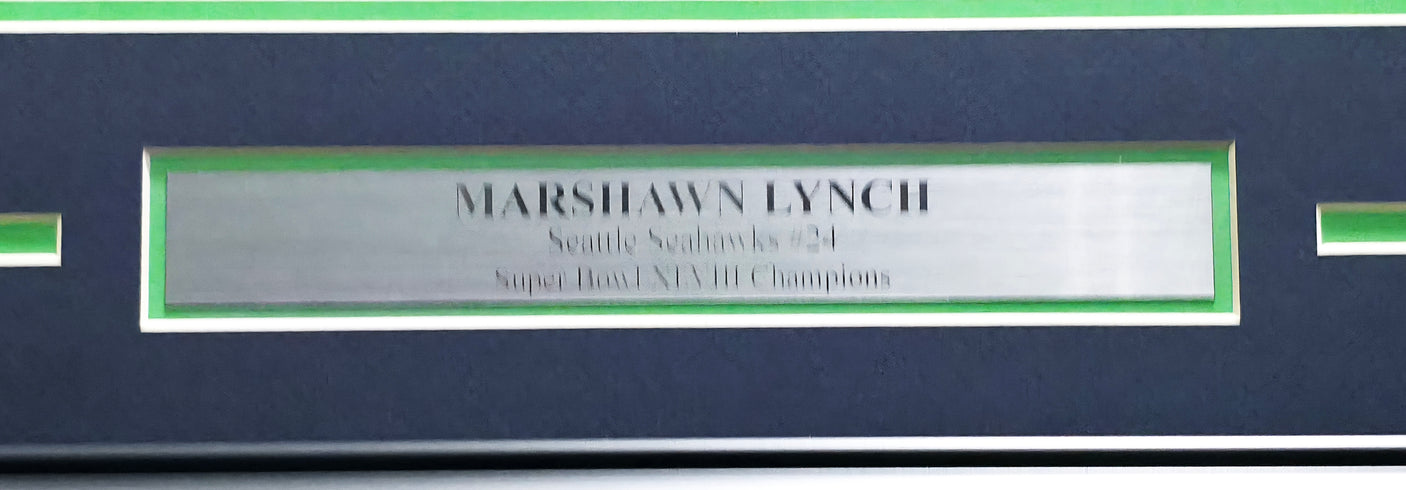 MARSHAWN LYNCH
Seattle Seahawks #24
Super Bowl XLVIII Champions